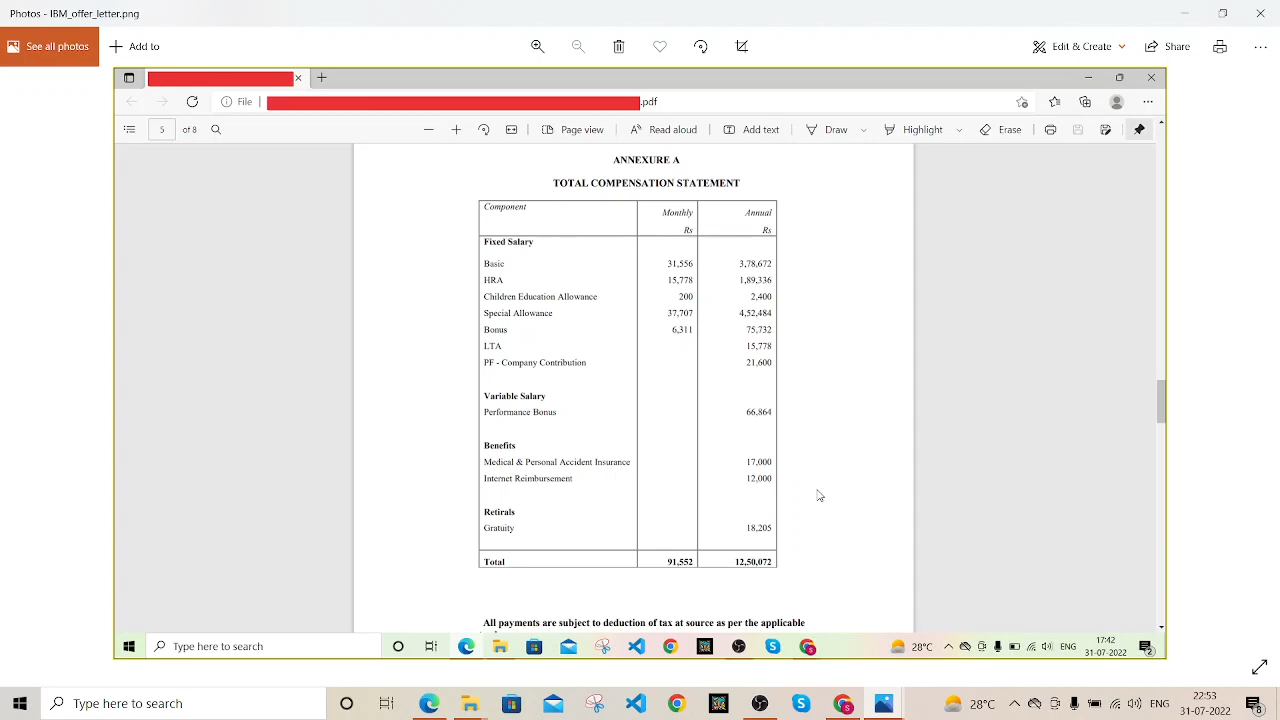 Photos - IBM_offer_letter.png
See all photos
Add to
Edit & Create
Share
File
.pdf
5 of 8
Page view
Read aloud
Add text
Draw
Highlight
Erase
ANNEXURE A
TOTAL COMPENSATION STATEMENT
Component Monthly Annual
Rs Rs
Fixed Salary
Basic 31,556 3,78,672
HRA 15,778 1,89,336
Children Education Allowance 200 2,400
Special Allowance 37,707 4,52,484
Bonus 6,311 75,732
LTA 15,778
PF - Company Contribution 21,600
Variable Salary
Performance Bonus 66,864
Benefits
Medical & Personal Accident Insurance 17,000
Internet Reimbursement 12,000
Retirals
Gratuity 18,205
Total 91,552 12,50,072
All payments are subject to deduction of tax at source as per the applicable
Type here to search
28°C
ENG
17:42
31-07-2022
2
Type here to search
28°C
ENG
22:53
31-07-2022
8